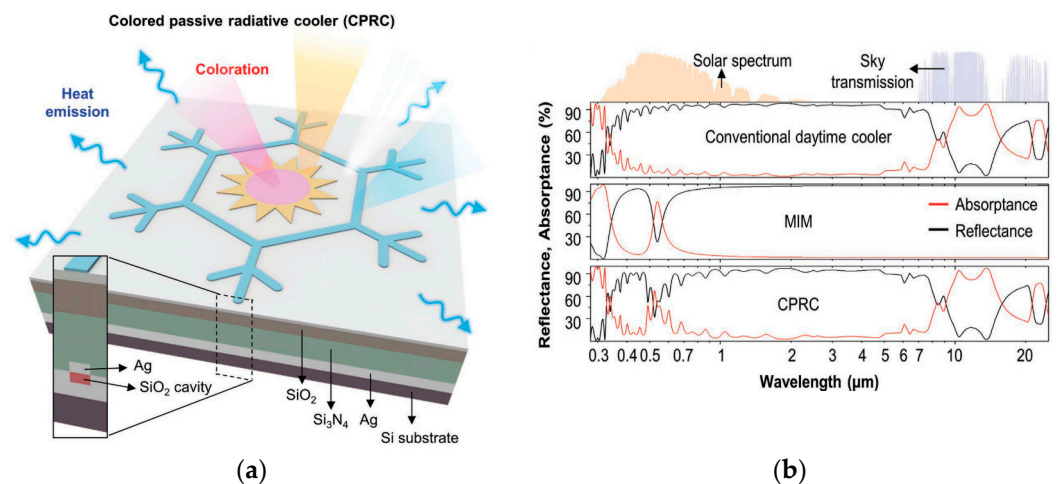 Colored passive radiative cooler (CPRC)
Heat
emission
Coloration
Ag
SiO₂ cavity
SiO₂
Si₃N₄
Ag
Si substrate
(a)
Solar spectrum
Sky
transmission
Reflectance, Absorptance (%)
90
60
30
Conventional daytime cooler
90
60
30
MIM
Absorptance
Reflectance
90
60
30
CPRC
0.3 0.4 0.5 0.7 1 2 3 4 5 6 7 10 20
Wavelength (μm)
(b)